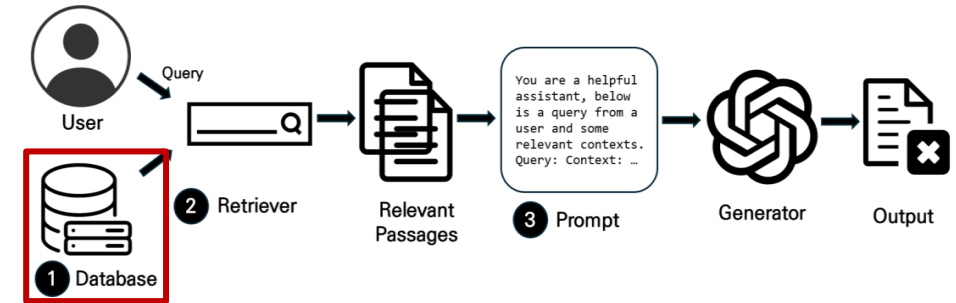 Query
User
1 Database
2 Retriever
Relevant
Passages
You are a helpful
assistant, below
is a query from a
user and some
relevant contexts.
Query: Context: …
3 Prompt
Generator
Output